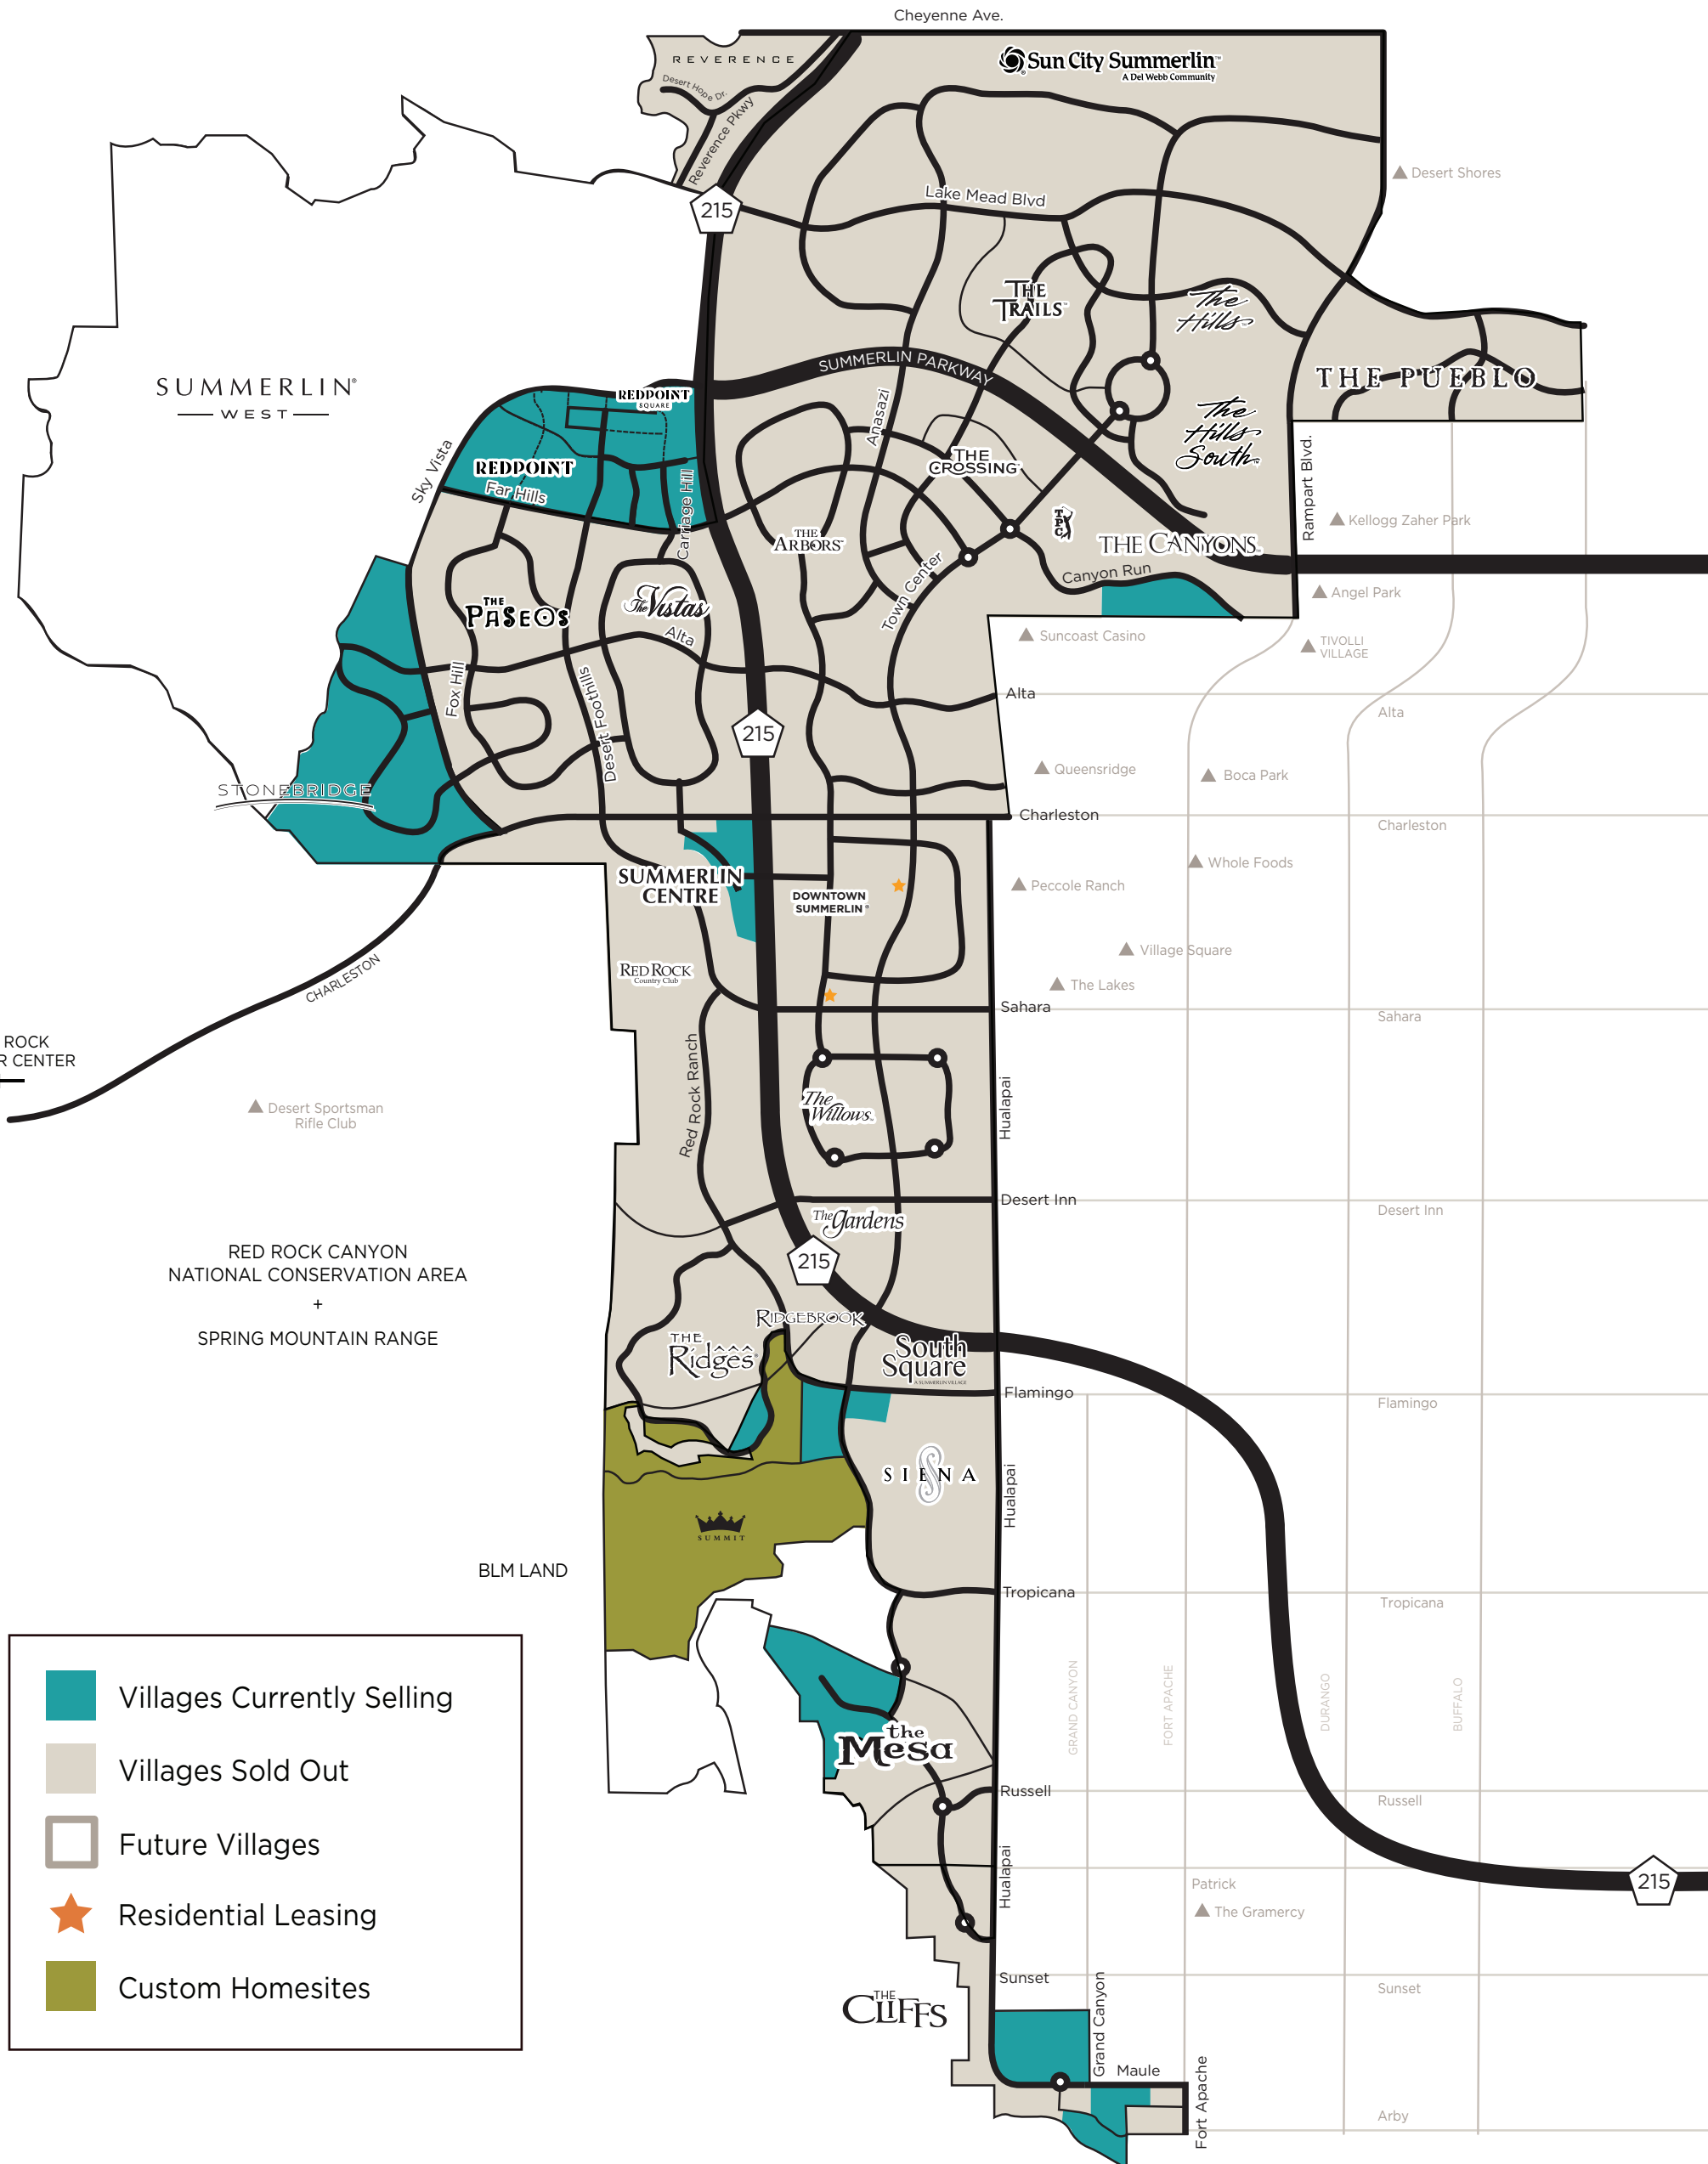 Cheyenne Ave.
REVERENCE
Desert Hope Dr.
Reverence Pkwy
Sun City Summerlin™
A Del Webb Community
Desert Shores
215
Lake Mead Blvd
THE
TRAILS™
The
Hills™
SUMMERLIN PARKWAY
THE PUEBLO
SUMMERLIN®
WEST
REDPOINT
SQUARE
REDPOINT
Sky Vista
Far Hills
Carriage Hill
Anasazi
THE
CROSSING™
The
Hills
South™
Rampart Blvd.
Kellogg Zaher Park
THE
ARBORS™
TPC
THE CANYONS™
Canyon Run
Town Center
Angel Park
THE
PASEOS
The Vistas
Alta
Suncoast Casino
TIVOLLI
VILLAGE
Fox Hill
Desert Foothills
Alta
Alta
215
Queensridge
Boca Park
STONEBRIDGE
Charleston
Charleston
Whole Foods
SUMMERLIN
CENTRE
DOWNTOWN
SUMMERLIN®
Peccole Ranch
Village Square
RED ROCK
Country Club
CHARLESTON
The Lakes
Sahara
Sahara
ROCK
R CENTER
Red Rock Ranch
Desert Sportsman
Rifle Club
The
Willows™
Hualapai
Desert Inn
Desert Inn
The Gardens
RED ROCK CANYON
NATIONAL CONSERVATION AREA
+
SPRING MOUNTAIN RANGE
215
RIDGEBROOK
THE
Ridges®
South
Square
A SUMMERLIN VILLAGE
Flamingo
Flamingo
SIENA
Hualapai
SUMMIT
BLM LAND
Tropicana
Tropicana
GRAND CANYON
FORT APACHE
DURANGO
BUFFALO
the
Mesa
Russell
Russell
Hualapai
Patrick
The Gramercy
215
Sunset
Sunset
THE
CLIFFS
Grand Canyon
Maule
Fort Apache
Arby
Villages Currently Selling
Villages Sold Out
Future Villages
Residential Leasing
Custom Homesites